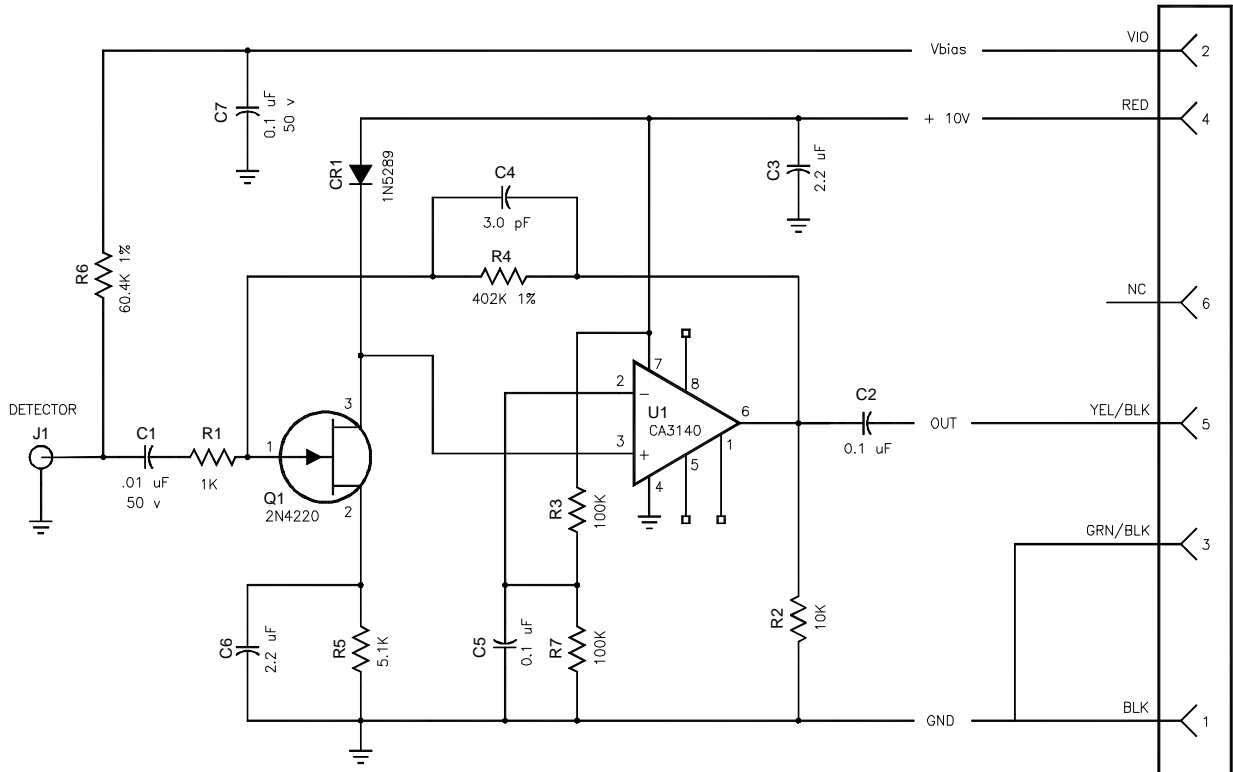 Vbias
VIO
2
C7
0.1 uF
50 v
RED
+ 10V
4
CR1
1N5289
C3
2.2 uF
C4
3.0 pF
R6
60.4K 1%
R4
402K 1%
NC
6
7
8
2
−
U1
CA3140
6
3
+
1
5
4
C2
0.1 uF
OUT
YEL/BLK
5
DETECTOR
J1
C1
.01 uF
50 v
R1
1K
1
3
Q1
2N4220
2
R3
100K
GRN/BLK
3
C6
2.2 uF
R5
5.1K
C5
0.1 uF
R7
100K
R2
10K
GND
BLK
1